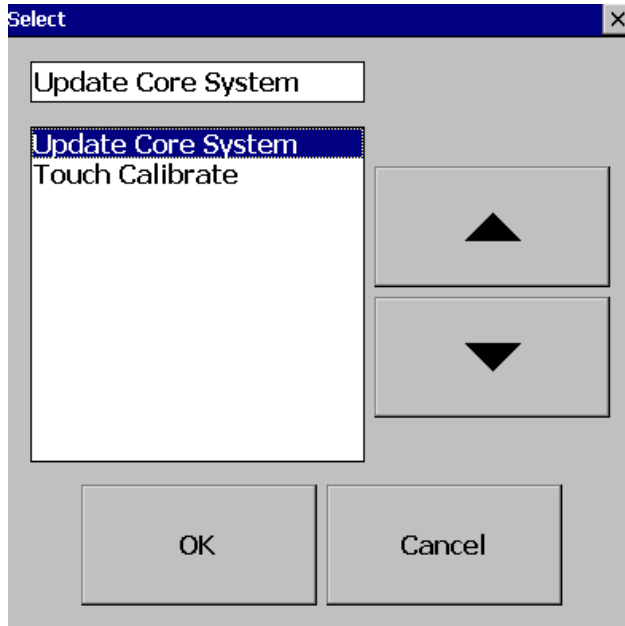 Select
Update Core System
Update Core System
Touch Calibrate
OK
Cancel